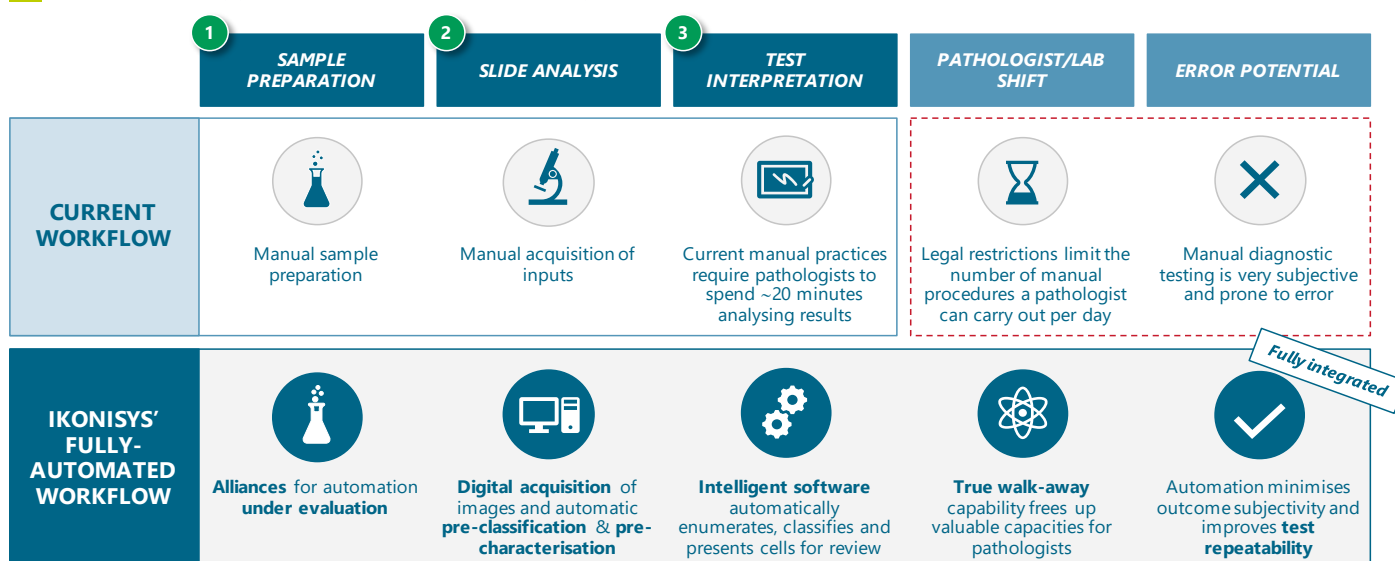 1
SAMPLE
PREPARATION
2
SLIDE ANALYSIS
3
TEST
INTERPRETATION
PATHOLOGIST/LAB
SHIFT
ERROR POTENTIAL
CURRENT
WORKFLOW
Manual sample
preparation
Manual acquisition of
inputs
Current manual practices
require pathologists to
spend ~20 minutes
analysing results
Legal restrictions limit the
number of manual
procedures a pathologist
can carry out per day
Manual diagnostic
testing is very subjective
and prone to error
Fully integrated
IKONISYS’
FULLY-
AUTOMATED
WORKFLOW
Alliances for automation
under evaluation
Digital acquisition of
images and automatic
pre-classification & pre-
characterisation
Intelligent software
automatically
enumerates, classifies and
presents cells for review
True walk-away
capability frees up
valuable capacities for
pathologists
Automation minimises
outcome subjectivity and
improves test
repeatability